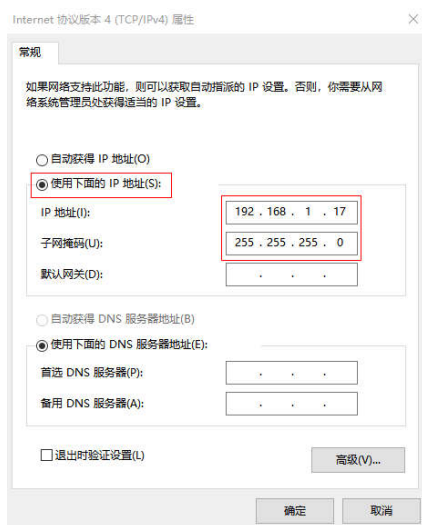 Internet 协议版本 4 (TCP/IPv4) 属性
常规
如果网络支持此功能，则可以获取自动指派的 IP 设置。否则，你需要从网
络系统管理员处获得适当的 IP 设置。
自动获得 IP 地址(O)
使用下面的 IP 地址(S):
IP 地址(I): 192 . 168 . 1 . 17
子网掩码(U): 255 . 255 . 255 . 0
默认网关(D): . . .
自动获得 DNS 服务器地址(B)
使用下面的 DNS 服务器地址(E):
首选 DNS 服务器(P): . . .
备用 DNS 服务器(A): . . .
退出时验证设置(L)
高级(V)...
确定 取消